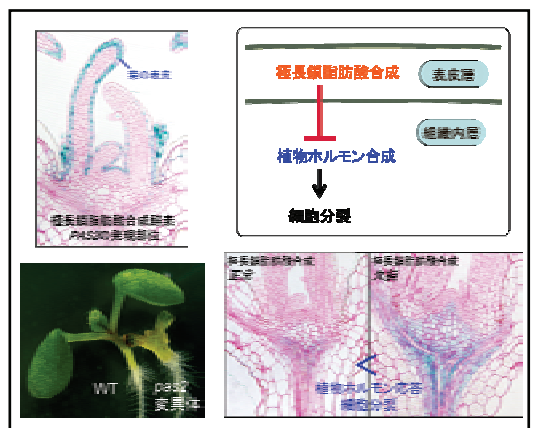 葉の表皮
極長鎖脂肪酸合成酵素
PAS2の発現部位
極長鎖脂肪酸合成
表皮層
組織内層
植物ホルモン合成
細胞分裂
WT
pas2
変異体
極長鎖脂肪酸合成
正常
極長鎖脂肪酸合成
植物ホルモン応答
細胞分裂